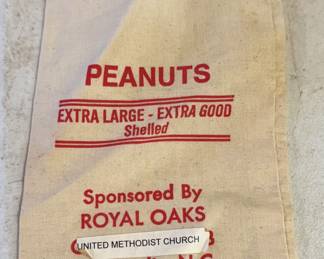 PEANUTS
EXTRA LARGE - EXTRA GOOD
Shelled
Sponsored By
ROYAL OAKS
UNITED METHODIST CHURCH
N.C.